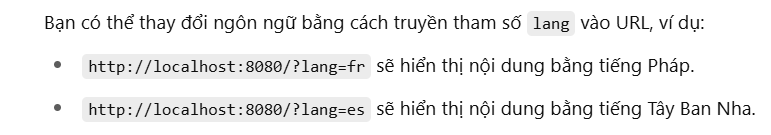 Bạn có thể thay đổi ngôn ngữ bằng cách truyền tham số lang vào URL, ví dụ:
• http://localhost:8080/?lang=fr sẽ hiển thị nội dung bằng tiếng Pháp.
• http://localhost:8080/?lang=es sẽ hiển thị nội dung bằng tiếng Tây Ban Nha.